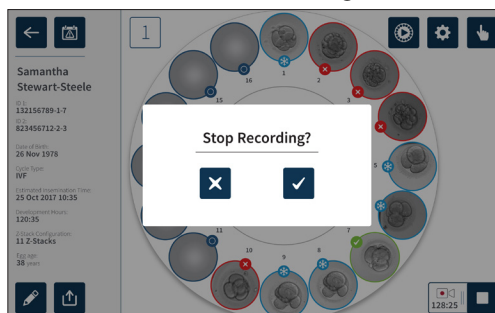 1
Samantha
Stewart-Steele
ID 1:
132156789-1-7
ID 2:
823456712-2-3
Date of Birth:
26 Nov 1978
Cycle Type:
IVF
Estimated Insemination Time:
25 Oct 2017 10:35
Development Hours:
120:35
Z-Stack Configuration:
11 Z-Stacks
Egg age:
38 years
16
1
2
15
3
Stop Recording?
5
11
7
10
9
8
128:25